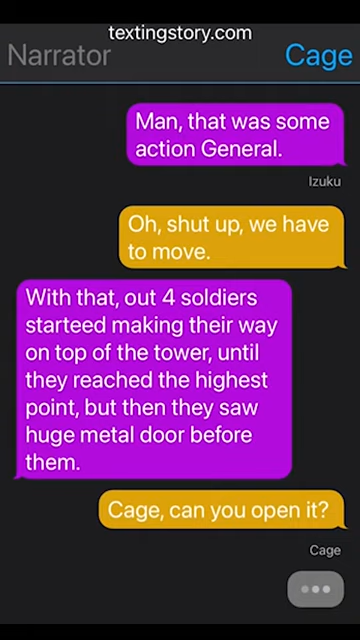 textingstory.com
Narrator
Cage
Man, that was some
action General.
Izuku
Oh, shut up, we have
to move.
With that, out 4 soldiers
starteed making their way
on top of the tower, until
they reached the highest
point, but then they saw
huge metal door before
them.
Cage, can you open it?
Cage